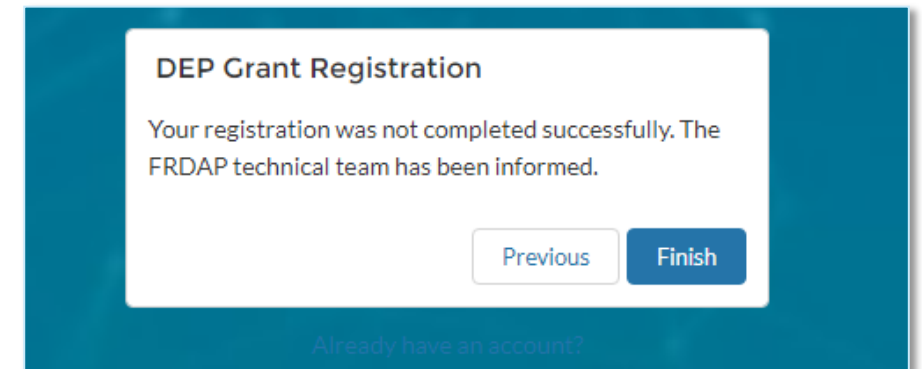 DEP Grant Registration
Your registration was not completed successfully. The
FRDAP technical team has been informed.
Previous
Finish
Already have an account?